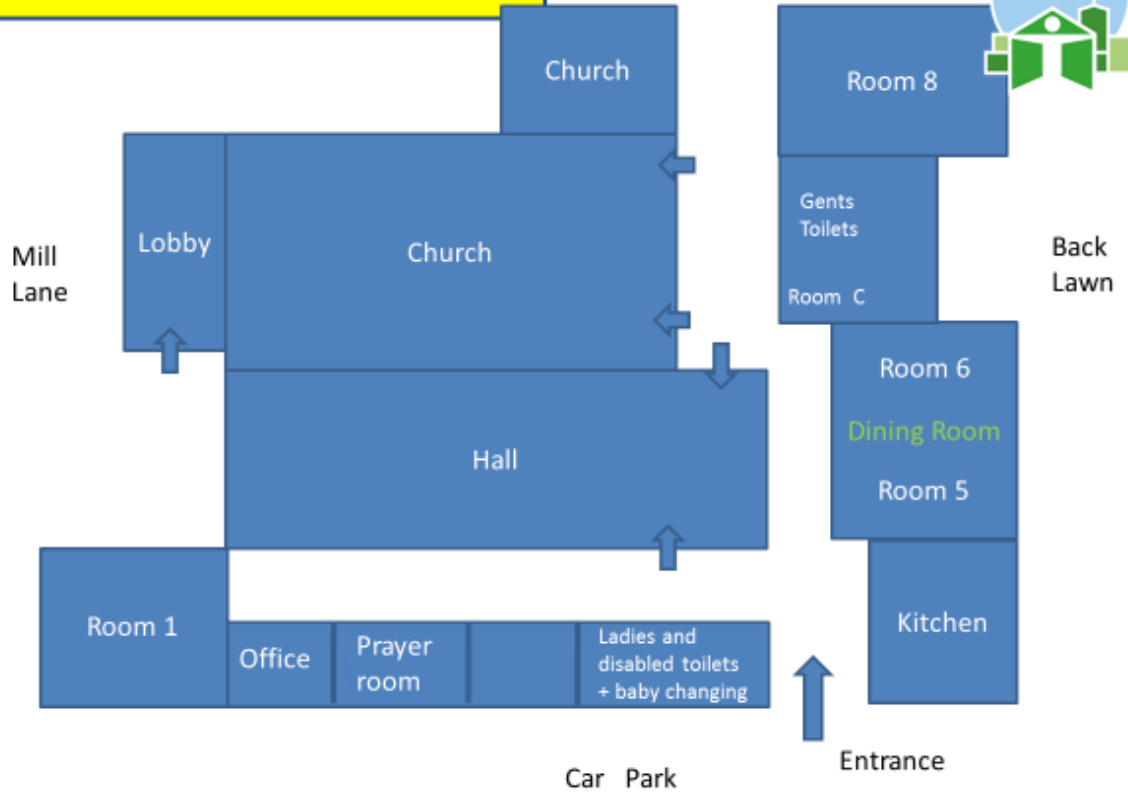 Church
Room 8
Gents
Toilets
Lobby
Church
Mill
Lane
Back
Lawn
Room C
Room 6
Dining Room
Hall
Room 5
Room 1
Office
Prayer
room
Ladies and
disabled toilets
+ baby changing
Kitchen
Entrance
Car Park